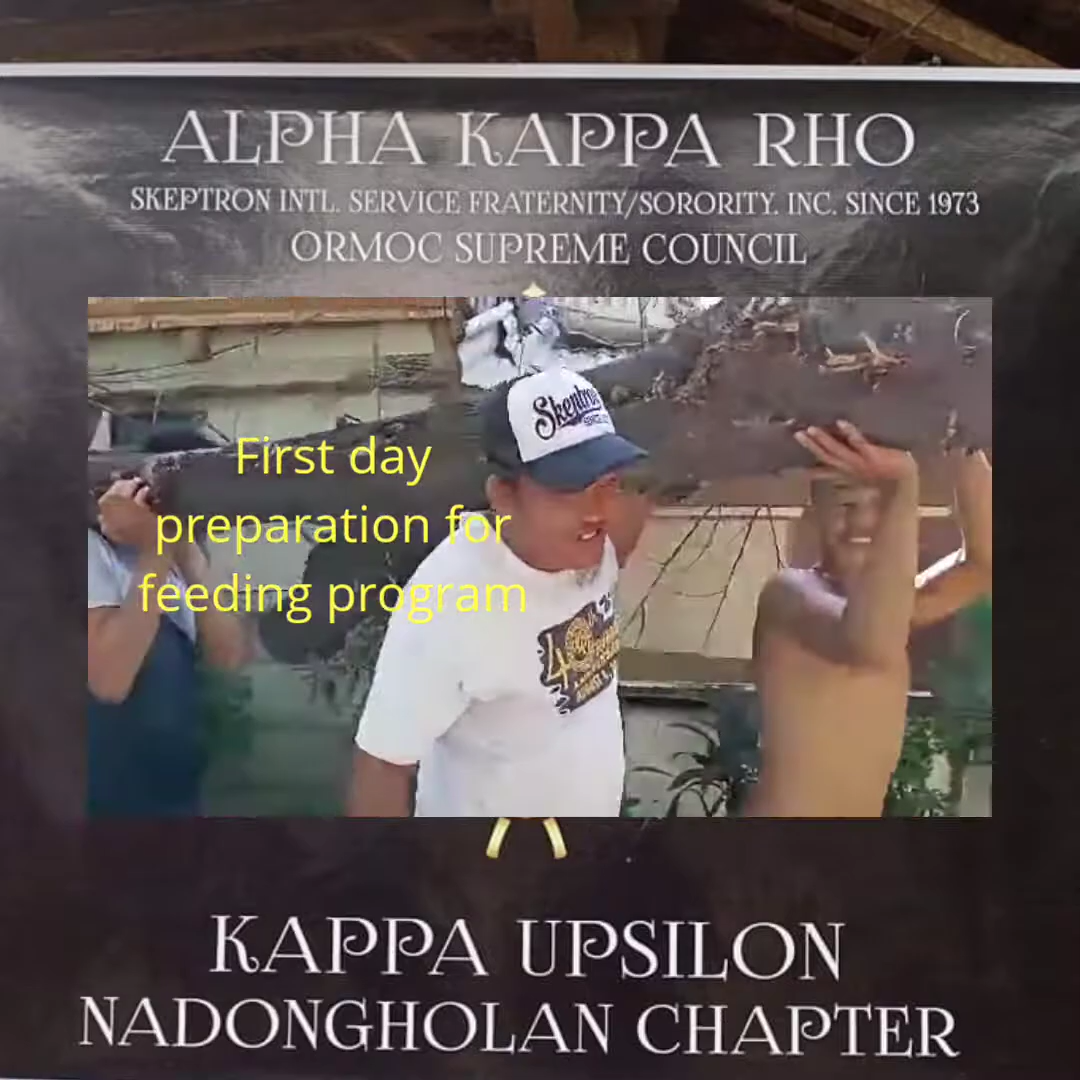 ALPHA KAPPA RHO
SKEPTRON INTL. SERVICE FRATERNITY/SORORITY. INC. SINCE 1973
ORMOC SUPREME COUNCIL
First day
preparation for
feeding program
KAPPA UPSILON
NADONGHOLAN CHAPTER